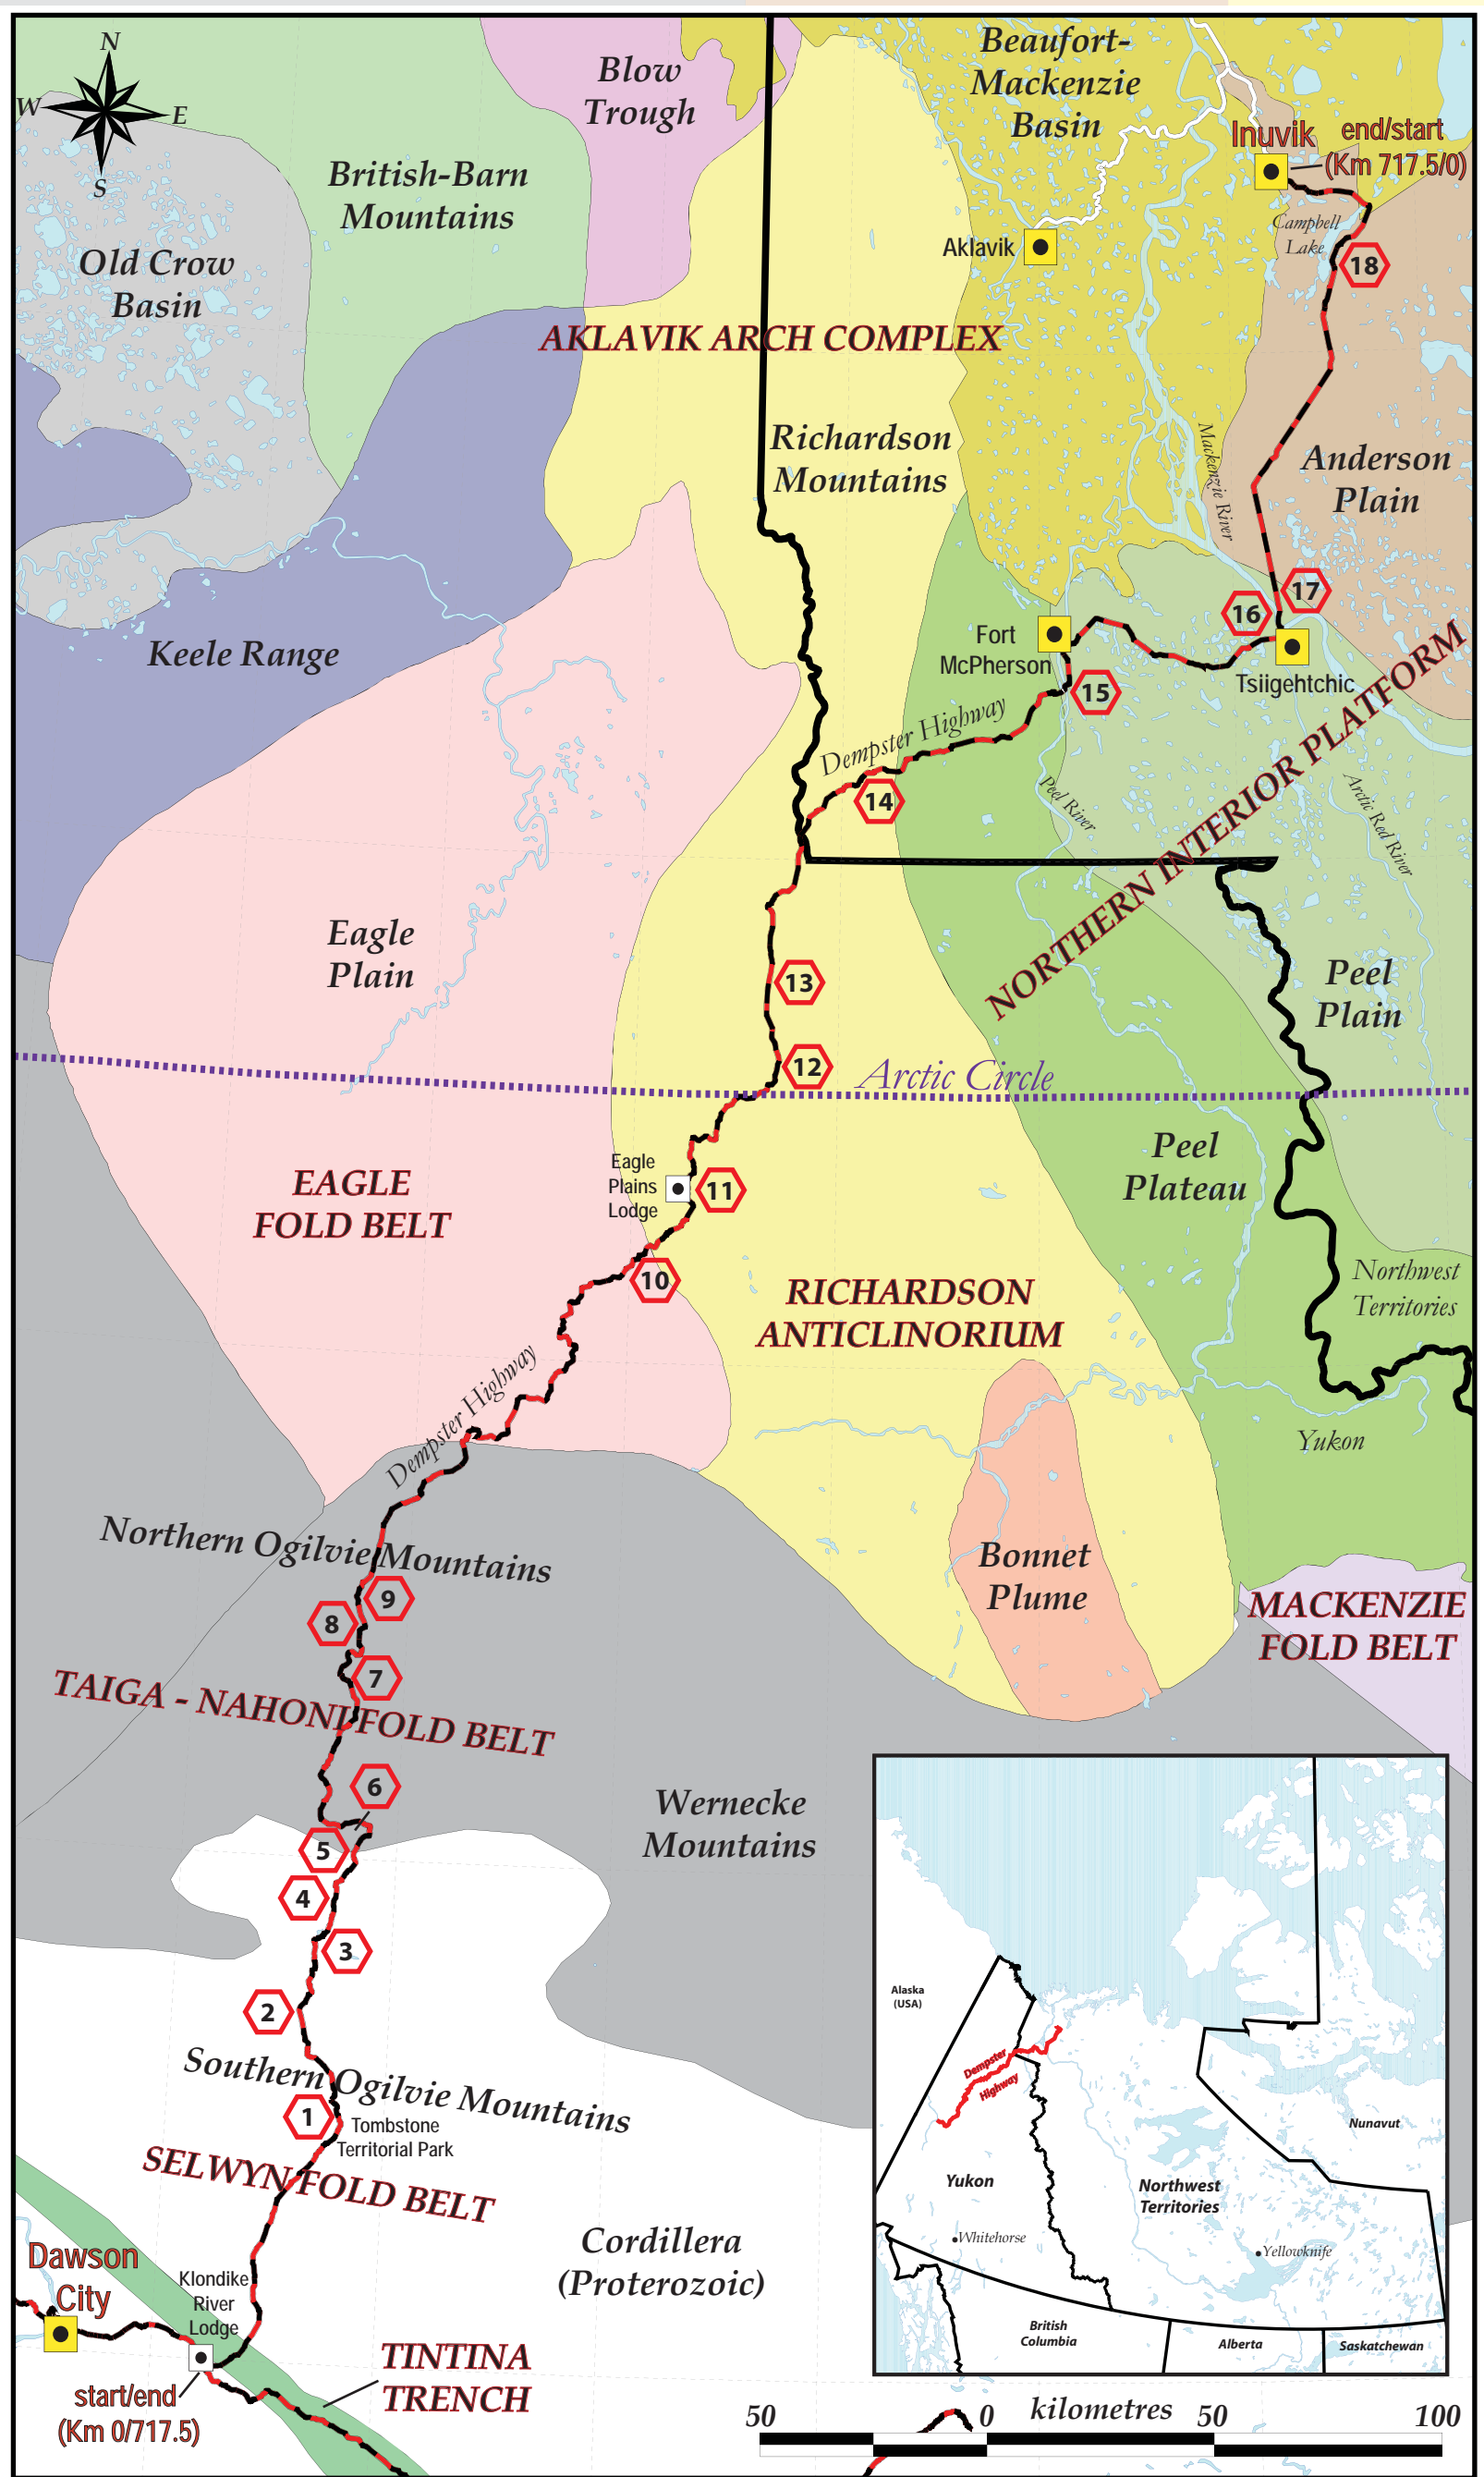 N
W
E
S
Blow
Trough
Beaufort-
Mackenzie
Basin
Inuvik
end/start
(Km 717.5/0)
British-Barn
Mountains
Old Crow
Basin
Aklavik
Campbell
Lake
18
AKLAVIK ARCH COMPLEX
Richardson
Mountains
Mackenzie River
Anderson
Plain
Keele Range
Fort
McPherson
16
17
Tsiigehtchic
15
Dempster Highway
14
Peel River
Arctic Red River
NORTHERN INTERIOR PLATFORM
Eagle
Plain
13
Peel
Plain
12
Arctic Circle
Eagle
Plains
Lodge
11
Peel
Plateau
EAGLE
FOLD BELT
10
RICHARDSON
ANTICLINORIUM
Northwest
Territories
Dempster Highway
Yukon
Northern Ogilvie Mountains
Bonnet
Plume
9
8
MACKENZIE
FOLD BELT
7
TAIGA - NAHONI FOLD BELT
6
Wernecke
Mountains
5
4
3
2
Southern Ogilvie Mountains
1
Tombstone
Territorial Park
SELWYN FOLD BELT
Cordillera
(Proterozoic)
Dawson
City
Klondike
River
Lodge
start/end
(Km 0/717.5)
TINTINA
TRENCH
Alaska
(USA)
Dempster
Highway
Nunavut
Yukon
Northwest
Territories
Whitehorse
Yellowknife
British
Columbia
Alberta
Saskatchewan
50 0 kilometres 50 100